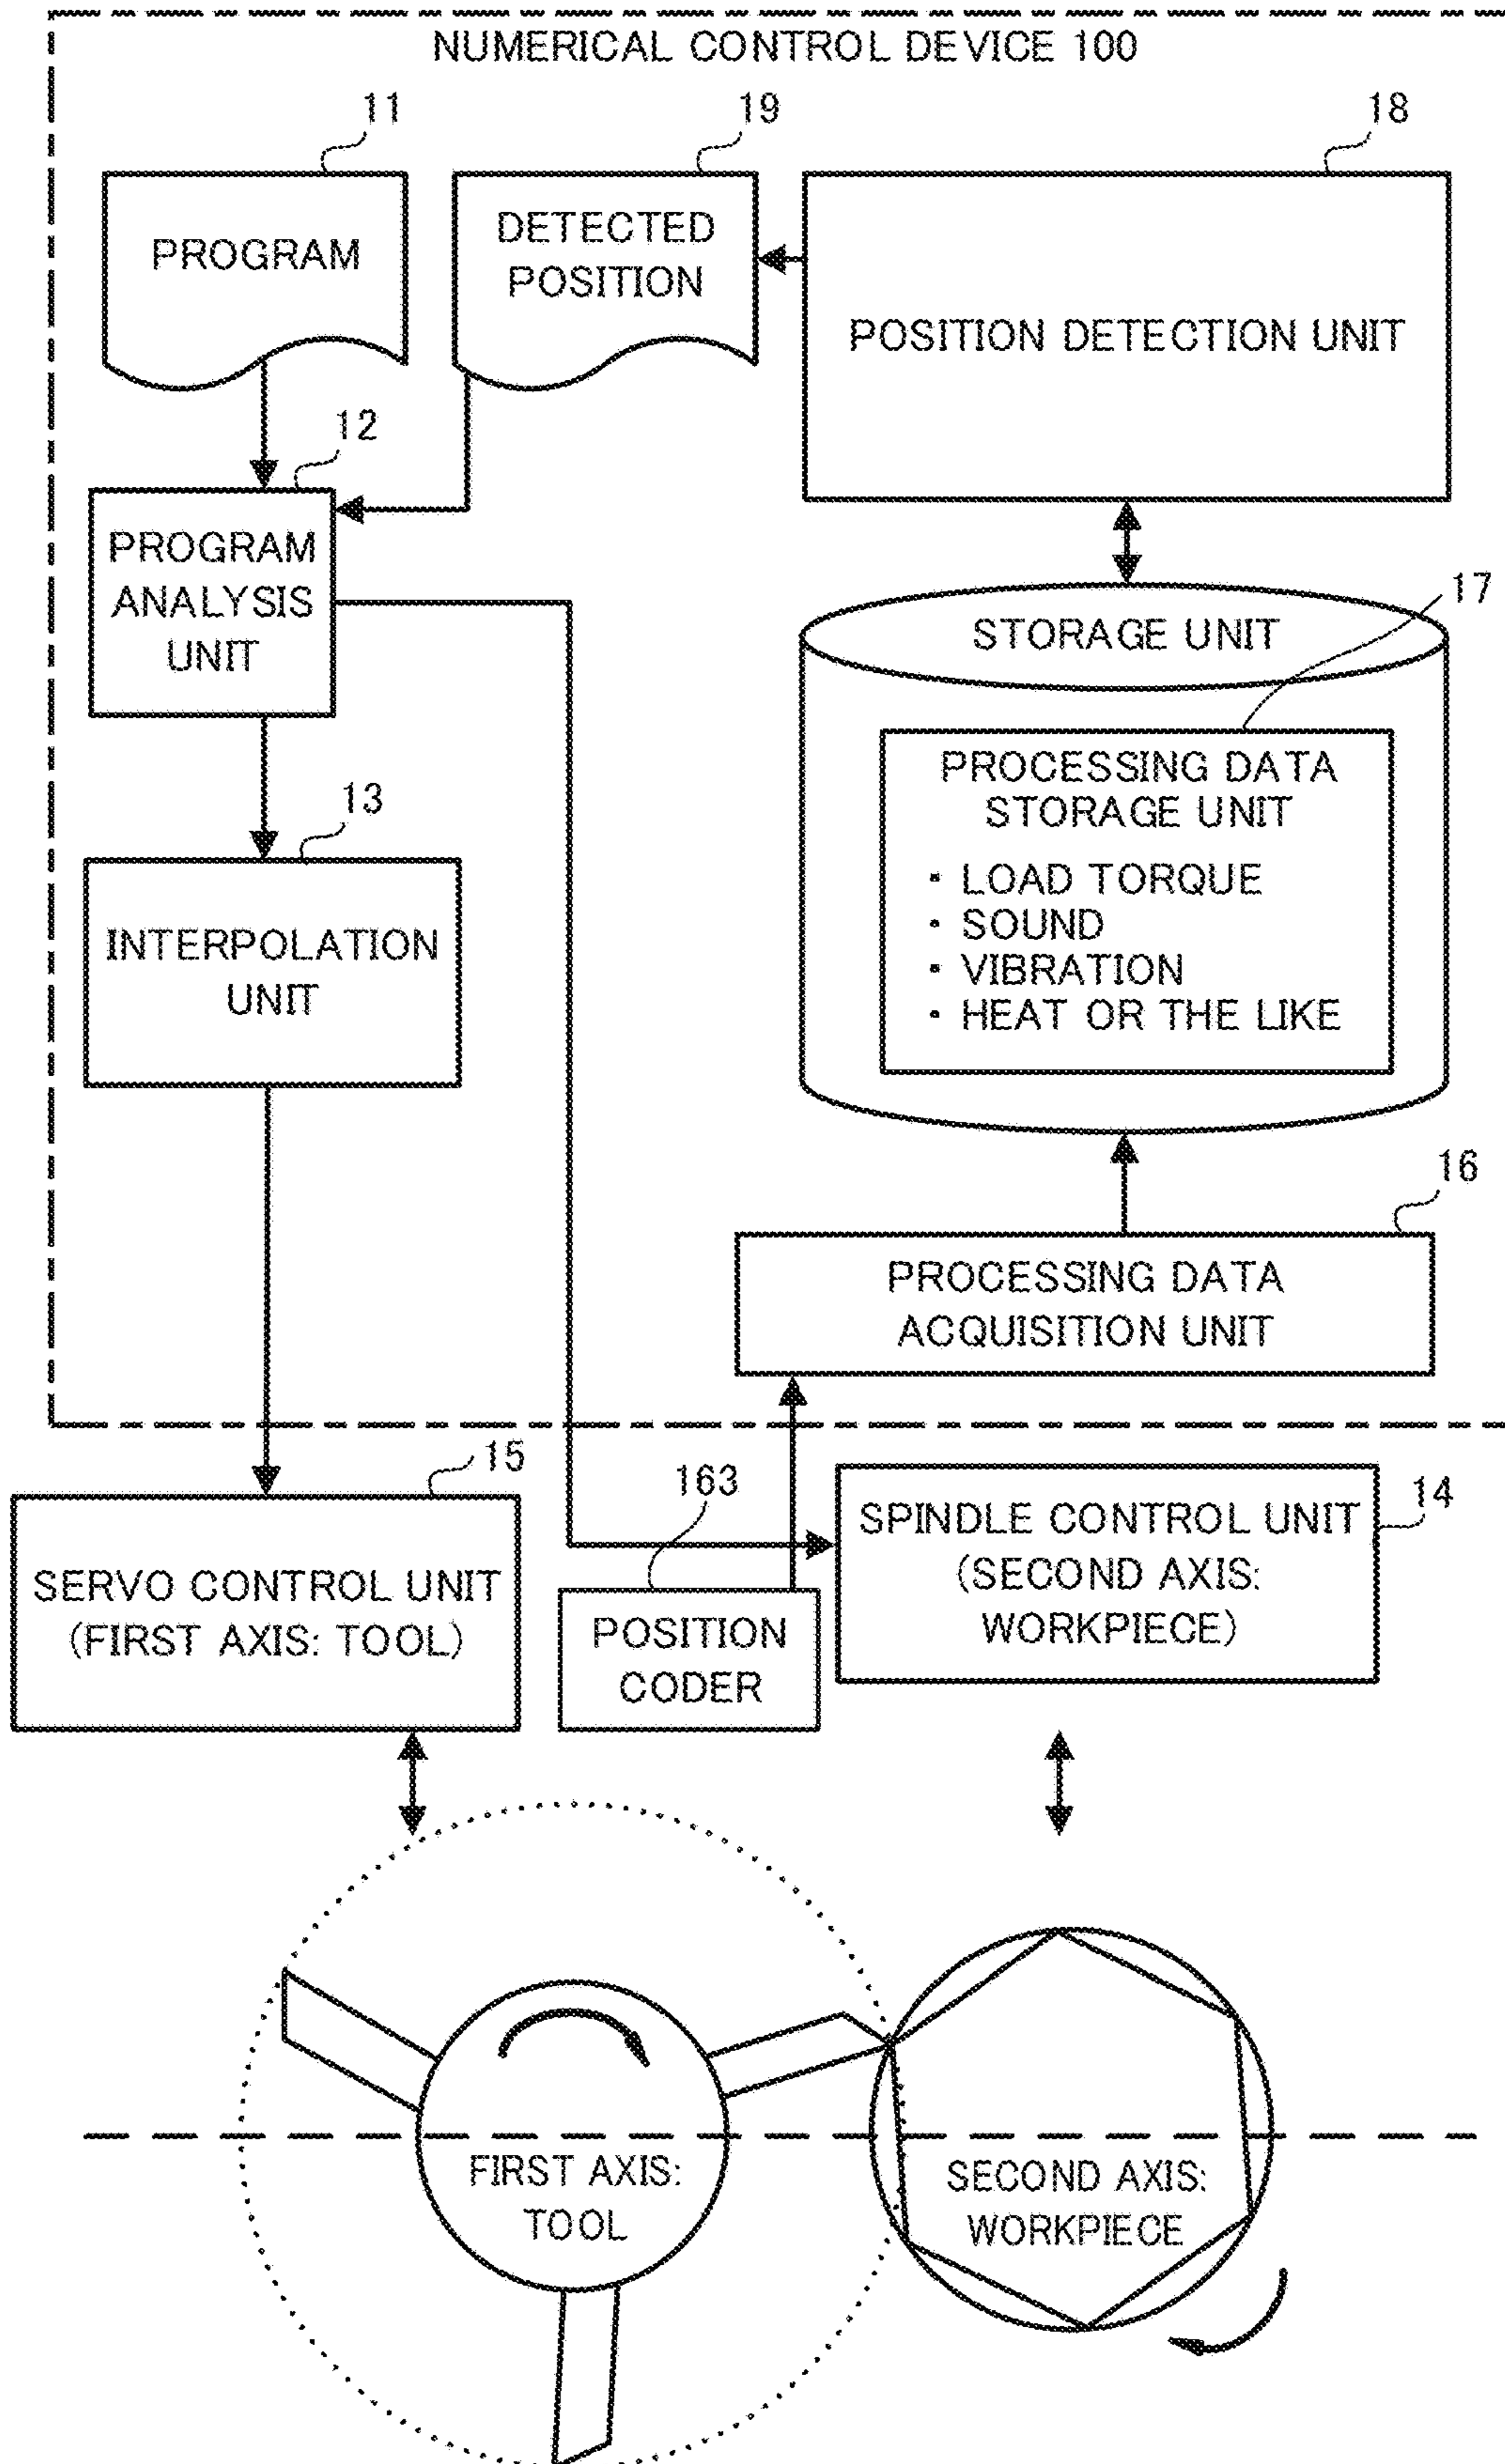 NUMERICAL CONTROL DEVICE 100
11
19
18
PROGRAM
DETECTED
POSITION
POSITION DETECTION UNIT
12
PROGRAM
ANALYSIS
UNIT
17
STORAGE UNIT
PROCESSING DATA
STORAGE UNIT
・ LOAD TORQUE
・ SOUND
・ VIBRATION
・ HEAT OR THE LIKE
13
INTERPOLATION
UNIT
16
PROCESSING DATA
ACQUISITION UNIT
15
SERVO CONTROL UNIT
(FIRST AXIS: TOOL)
163
POSITION
CODER
14
SPINDLE CONTROL UNIT
(SECOND AXIS:
WORKPIECE)
FIRST AXIS:
TOOL
SECOND AXIS:
WORKPIECE